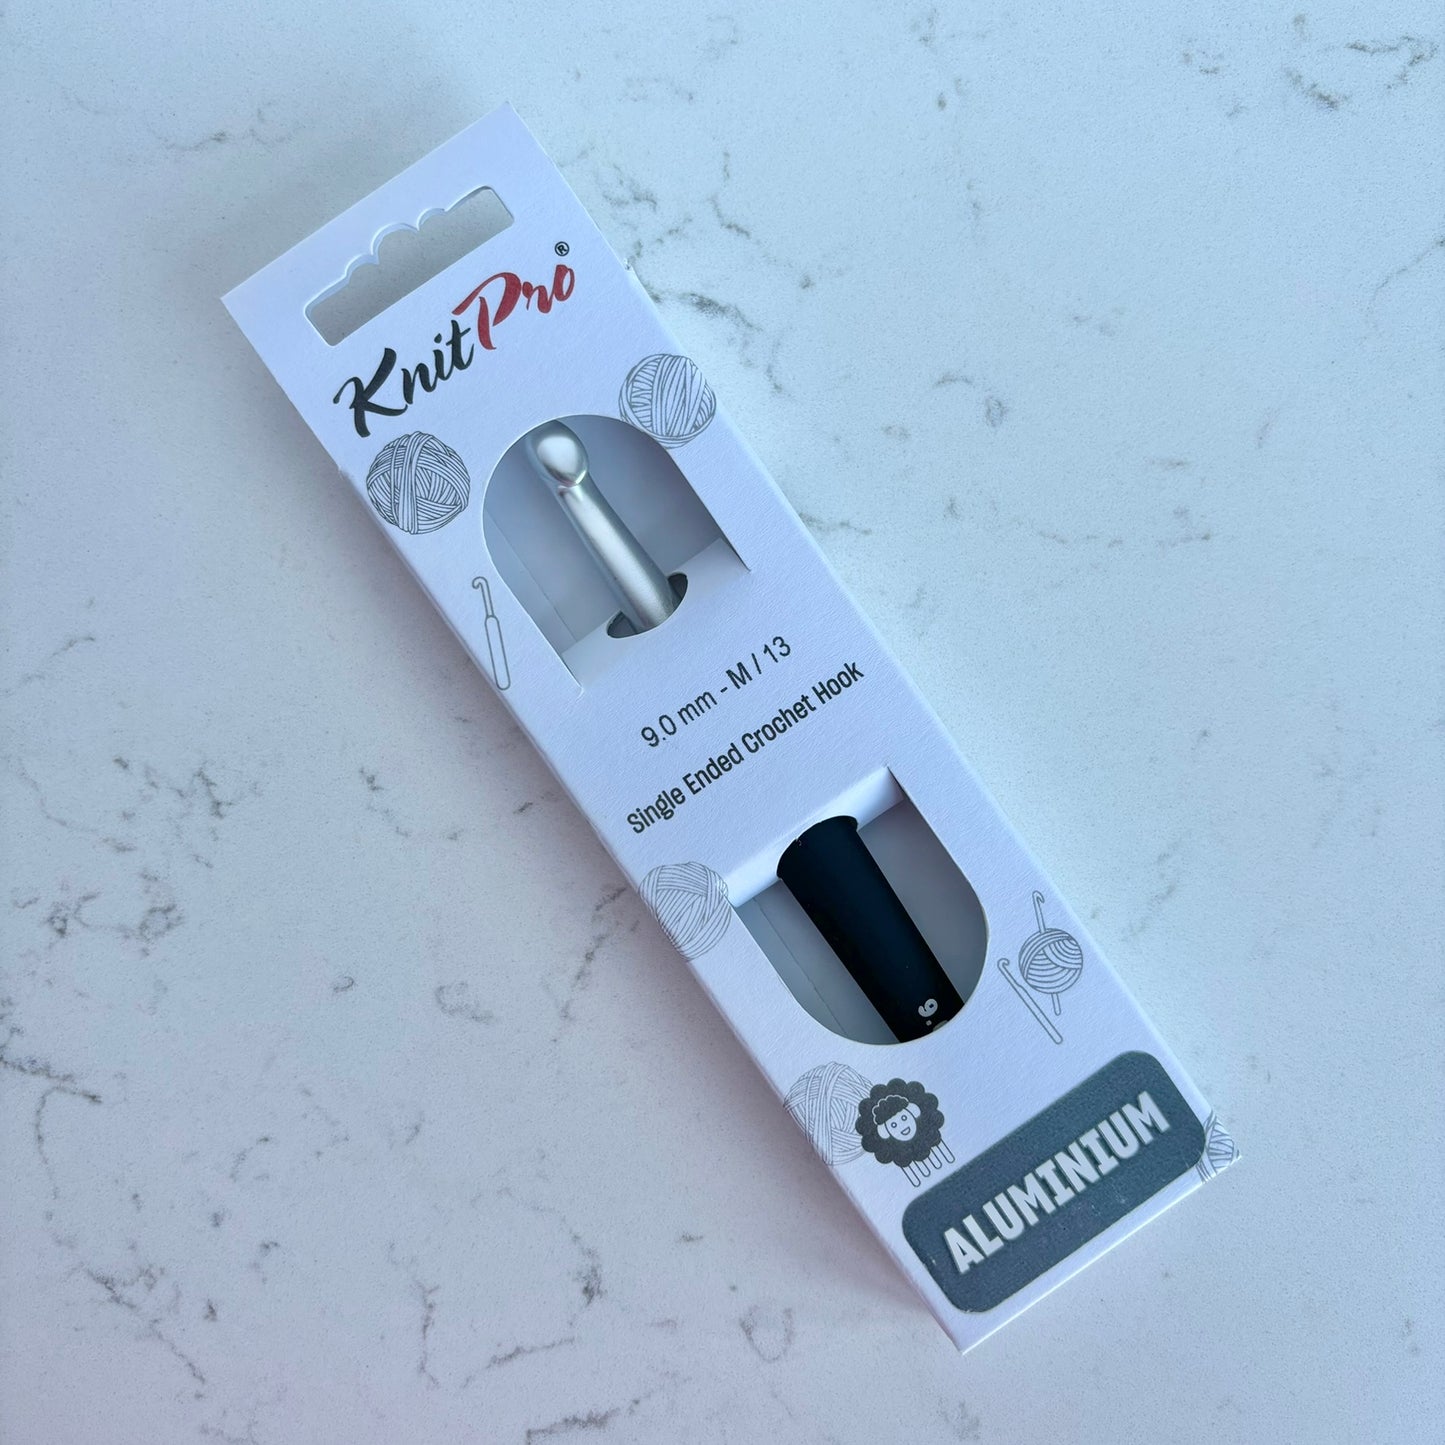 KnitPro®
9.0 mm - M / 13
Single Ended Crochet Hook
9.
ALUMINIUM